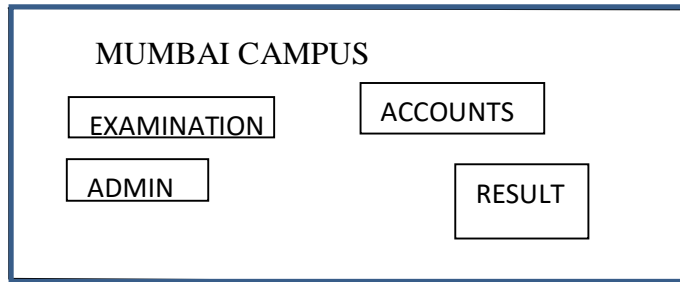 MUMBAI CAMPUS
EXAMINATION
ACCOUNTS
ADMIN
RESULT